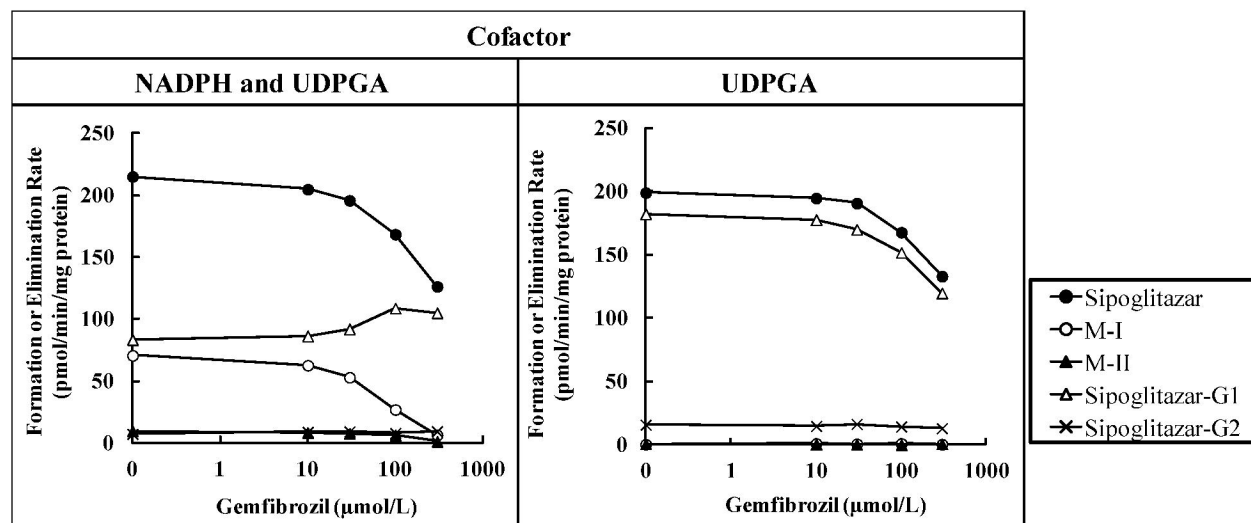 Cofactor
NADPH and UDPGA
UDPGA
Formation or Elimination Rate
(pmol/min/mg protein)
250
200
150
100
50
0
0
1
10
100
1000
Gemfibrozil (μmol/L)
Formation or Elimination Rate
(pmol/min/mg protein)
250
200
150
100
50
0
0
1
10
100
1000
Gemfibrozil (μmol/L)
Sipoglitazar
M-I
M-II
Sipoglitazar-G1
Sipoglitazar-G2